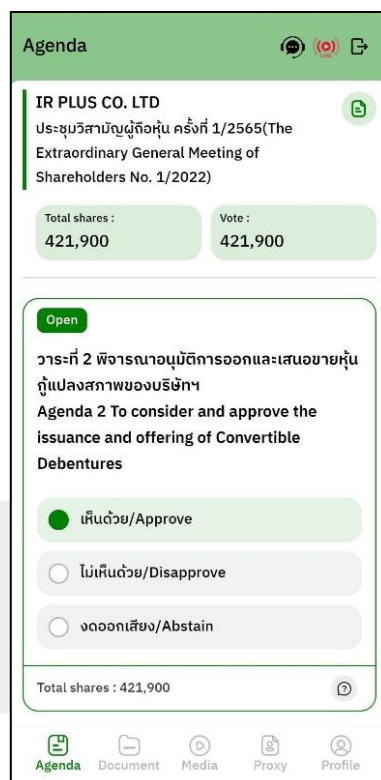 Agenda
LIVE
IR PLUS CO. LTD
ประชุมวิสามัญผู้ถือหุ้น ครั้งที่ 1/2565(The
Extraordinary General Meeting of
Shareholders No. 1/2022)
Total shares :
421,900
Vote :
421,900
Open
วาระที่ 2 พิจารณาอนุมัติการออกและเสนอขายหุ้น
กู้แปลงสภาพของบริษัทฯ
Agenda 2 To consider and approve the
issuance and offering of Convertible
Debentures
เห็นด้วย/Approve
ไม่เห็นด้วย/Disapprove
งดออกเสียง/Abstain
Total shares : 421,900
Agenda Document Media Proxy Profile